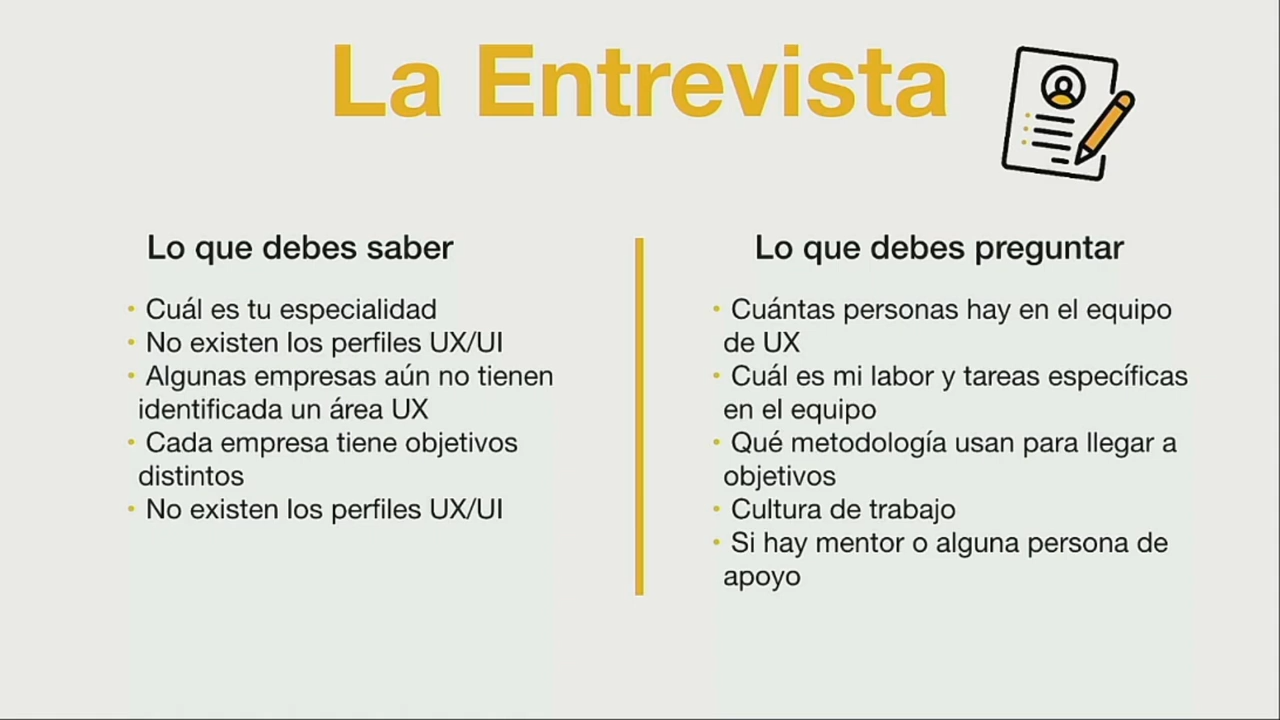 La Entrevista
Lo que debes saber
• Cuál es tu especialidad
• No existen los perfiles UX/UI
• Algunas empresas aún no tienen
identificada un área UX
• Cada empresa tiene objetivos
distintos
• No existen los perfiles UX/UI
Lo que debes preguntar
• Cuántas personas hay en el equipo
de UX
• Cuál es mi labor y tareas específicas
en el equipo
• Qué metodología usan para llegar a
objetivos
• Cultura de trabajo
• Si hay mentor o alguna persona de
apoyo